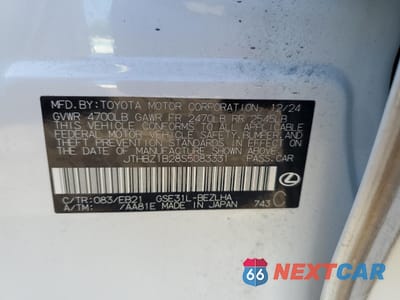 MFD.BY:TOYOTA MOTOR CORPORATION 12/24
GVWR 4700LB GAWR FR 2470LB RR 2545LB
THIS VEHICLE CONFORMS TO ALL APPLICABLE
FEDERAL MOTOR VEHICLE SAFETY, BUMPER, AND
THEFT PREVENTION STANDARDS IN EFFECT ON
THE DATE OF MANUFACTURE SHOWN ABOVE.
JTHBZ1B28S5083331 PASS.CAR
C/TR:083/EB21 GSE31L-BEZLHA
A/TM: /AA81E MADE IN JAPAN 743 C
66 NEXTCAR